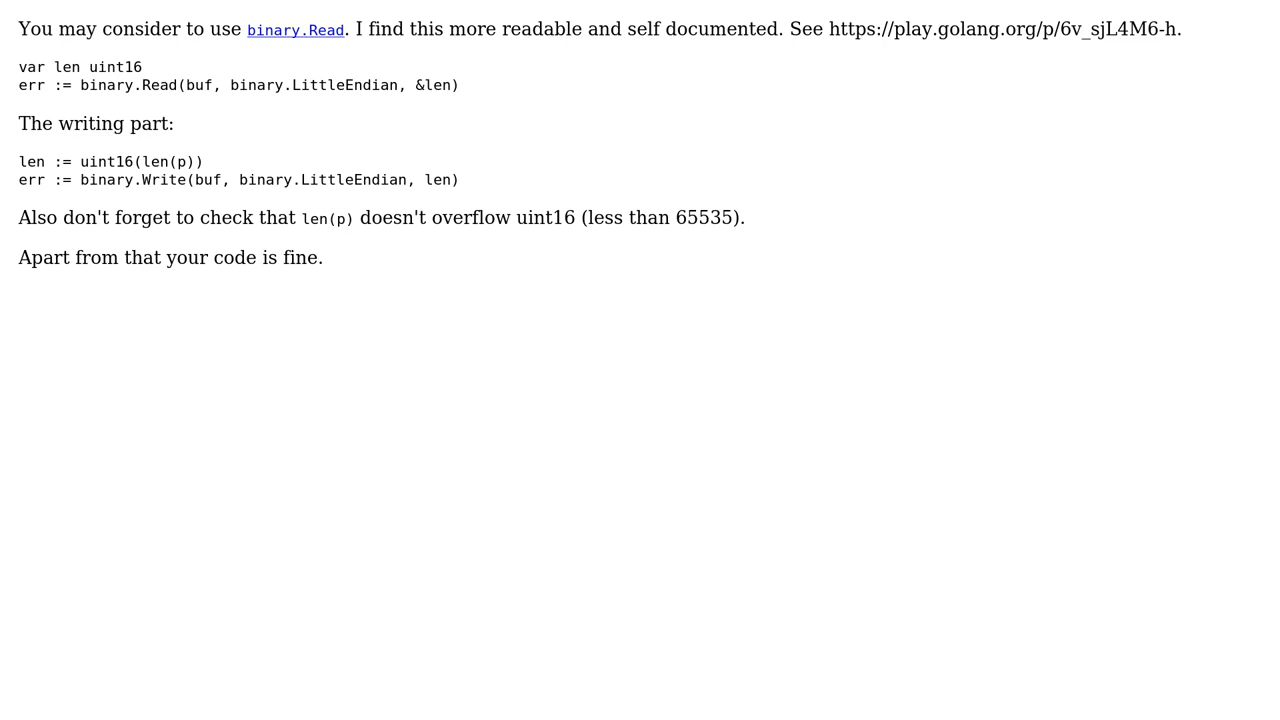 You may consider to use binary.Read. I find this more readable and self documented. See https://play.golang.org/p/6v_sjL4M6-h.
var len uint16
err := binary.Read(buf, binary.LittleEndian, &len)
The writing part:
len := uint16(len(p))
err := binary.Write(buf, binary.LittleEndian, len)
Also don't forget to check that len(p) doesn't overflow uint16 (less than 65535).
Apart from that your code is fine.